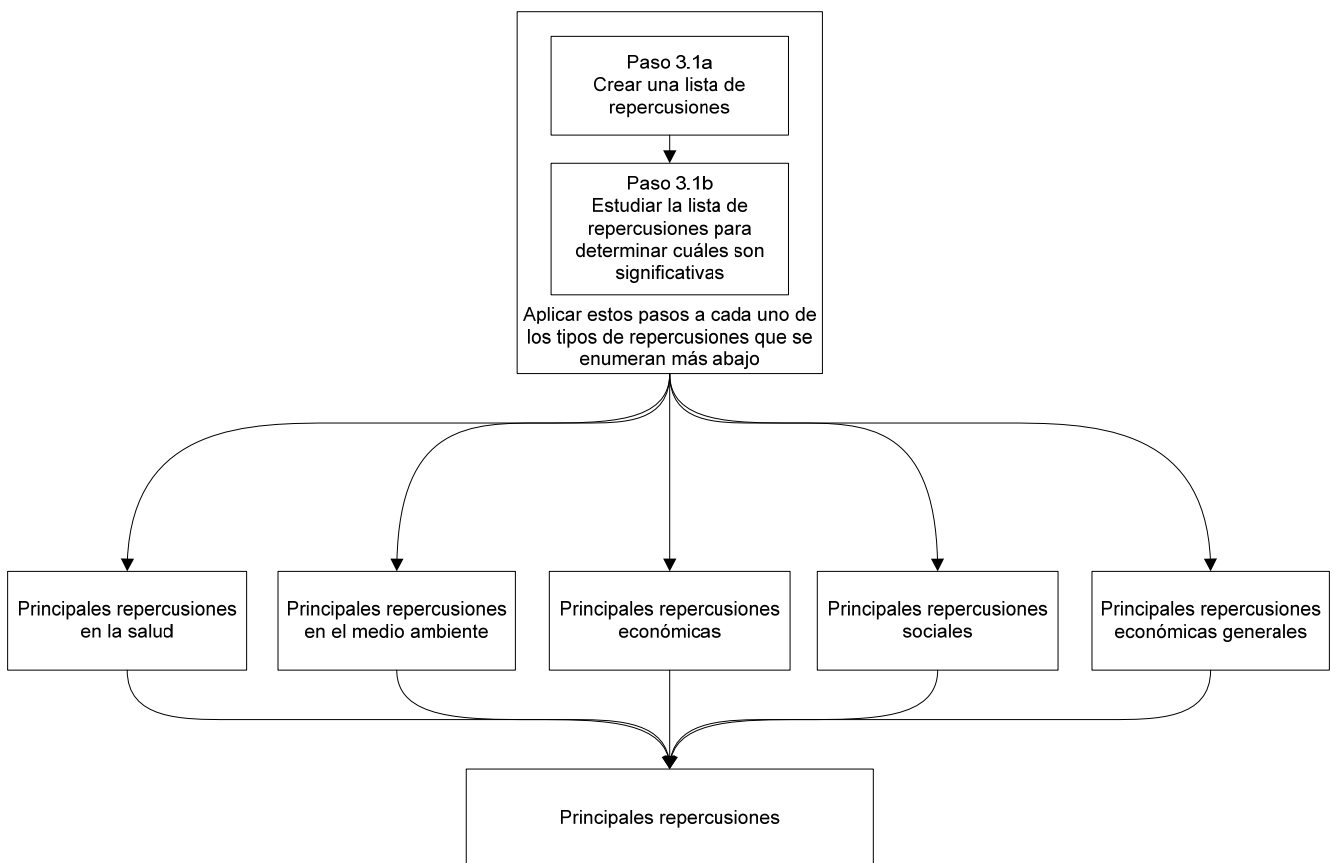 Paso 3.1a
Crear una lista de
repercusiones
Paso 3.1b
Estudiar la lista de
repercusiones para
determinar cuáles son
significativas
Aplicar estos pasos a cada uno de
los tipos de repercusiones que se
enumeran más abajo
Principales repercusiones
en la salud
Principales repercusiones
en el medio ambiente
Principales repercusiones
económicas
Principales repercusiones
sociales
Principales repercusiones
económicas generales
Principales repercusiones